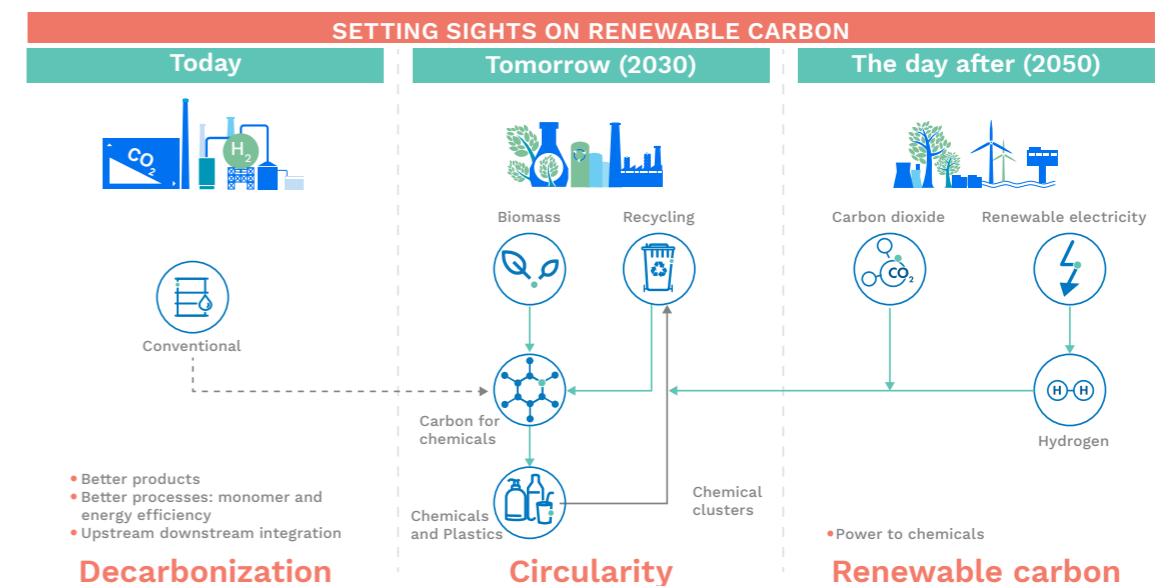 SETTING SIGHTS ON RENEWABLE CARBON
Today
Tomorrow (2030)
The day after (2050)
CO2
H2
Biomass
Recycling
Carbon dioxide
Renewable electricity
CO2
Conventional
Carbon for
chemicals
H H
Hydrogen
Better products
Better processes: monomer and
energy efficiency
Upstream downstream integration
Chemicals
and Plastics
Chemical
clusters
Power to chemicals
Decarbonization
Circularity
Renewable carbon